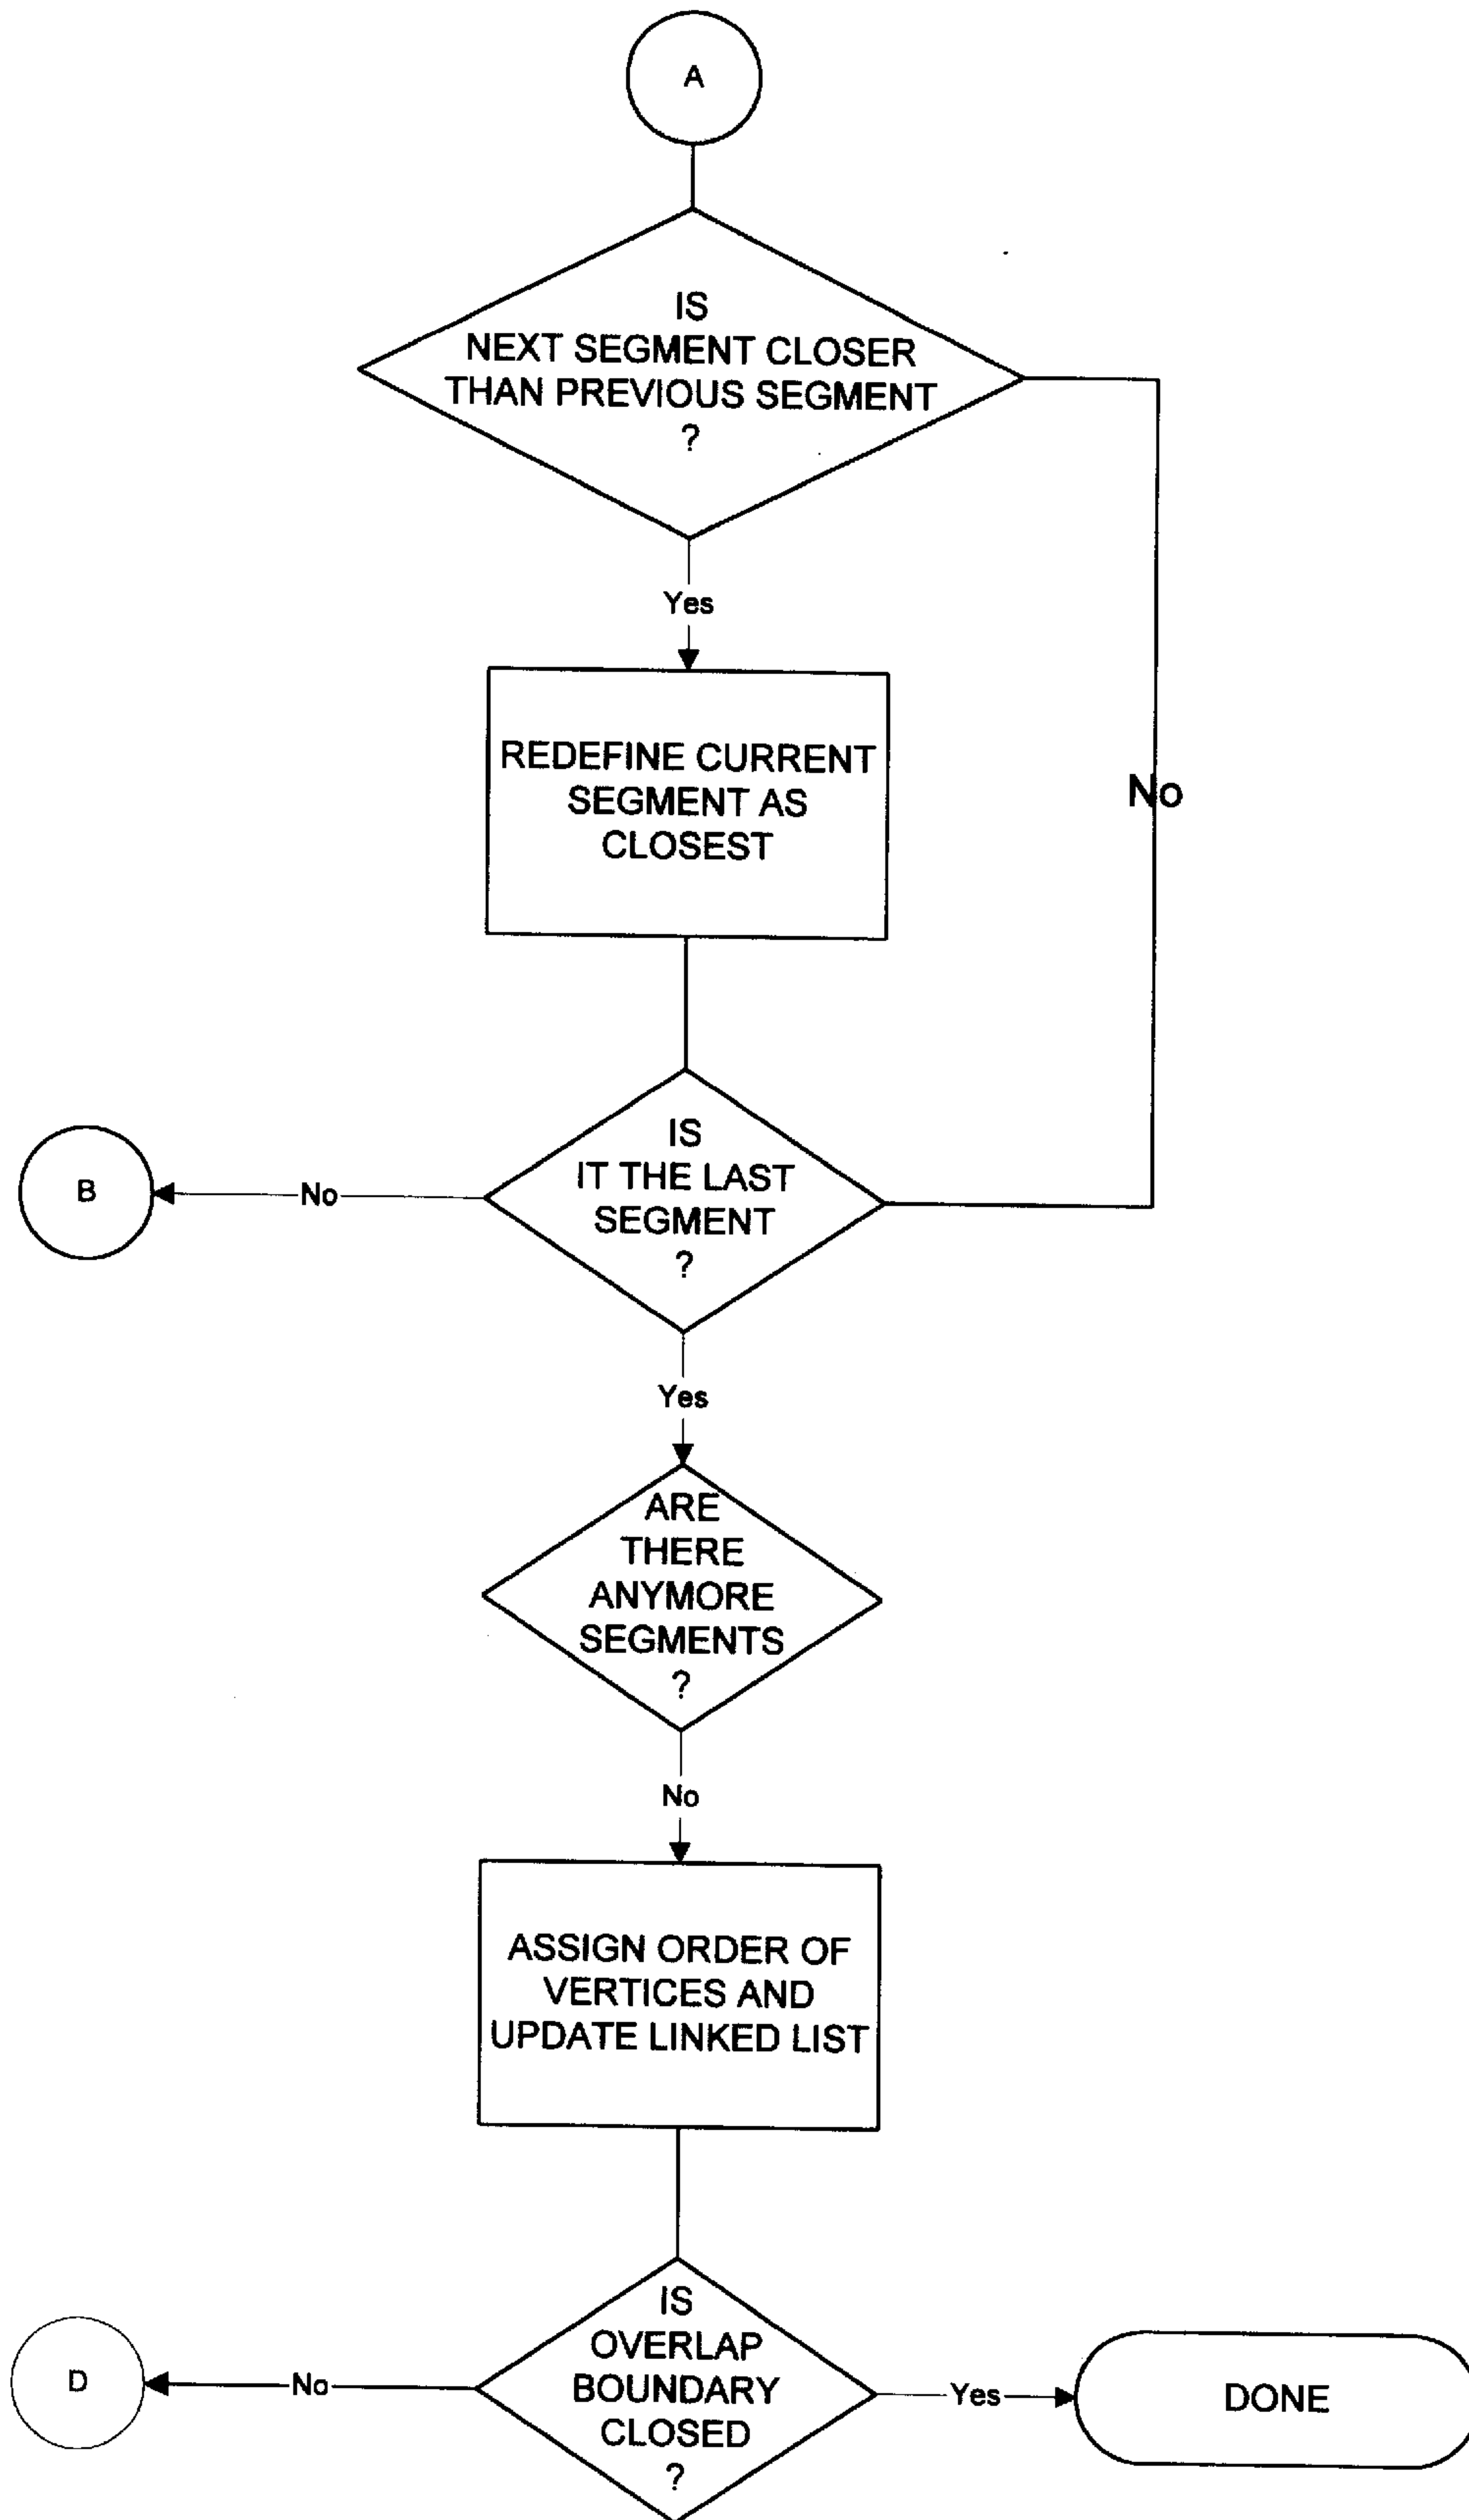 A
IS
NEXT SEGMENT CLOSER
THAN PREVIOUS SEGMENT
?
Yes
REDEFINE CURRENT
SEGMENT AS
CLOSEST
No
IS
IT THE LAST
SEGMENT
?
No
B
Yes
ARE
THERE
ANYMORE
SEGMENTS
?
No
ASSIGN ORDER OF
VERTICES AND
UPDATE LINKED LIST
IS
OVERLAP
BOUNDARY
CLOSED
?
No
D
Yes
DONE